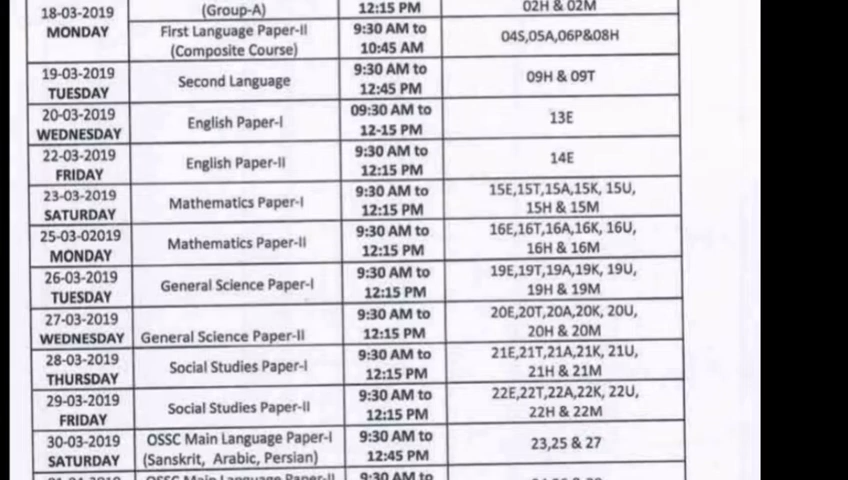 (Group-A) 12:15 PM 02H & 02M
18-03-2019
MONDAY
First Language Paper-II
(Composite Course)
9:30 AM to
10:45 AM
04S,05A,06P&08H
19-03-2019
TUESDAY
Second Language
9:30 AM to
12:45 PM
09H & 09T
20-03-2019
WEDNESDAY
English Paper-I
09:30 AM to
12-15 PM
13E
22-03-2019
FRIDAY
English Paper-II
9:30 AM to
12:15 PM
14E
23-03-2019
SATURDAY
Mathematics Paper-I
9:30 AM to
12:15 PM
15E,15T,15A,15K, 15U,
15H & 15M
25-03-02019
MONDAY
Mathematics Paper-II
9:30 AM to
12:15 PM
16E,16T,16A,16K, 16U,
16H & 16M
26-03-2019
TUESDAY
General Science Paper-I
9:30 AM to
12:15 PM
19E,19T,19A,19K, 19U,
19H & 19M
27-03-2019
WEDNESDAY
General Science Paper-II
9:30 AM to
12:15 PM
20E,20T,20A,20K, 20U,
20H & 20M
28-03-2019
THURSDAY
Social Studies Paper-I
9:30 AM to
12:15 PM
21E,21T,21A,21K, 21U,
21H & 21M
29-03-2019
FRIDAY
Social Studies Paper-II
9:30 AM to
12:15 PM
22E,22T,22A,22K, 22U,
22H & 22M
30-03-2019
SATURDAY
OSSC Main Language Paper-I
(Sanskrit, Arabic, Persian)
9:30 AM to
12:45 PM
23,25 & 27
OSSC Main Language Paper-II
9:30 AM to